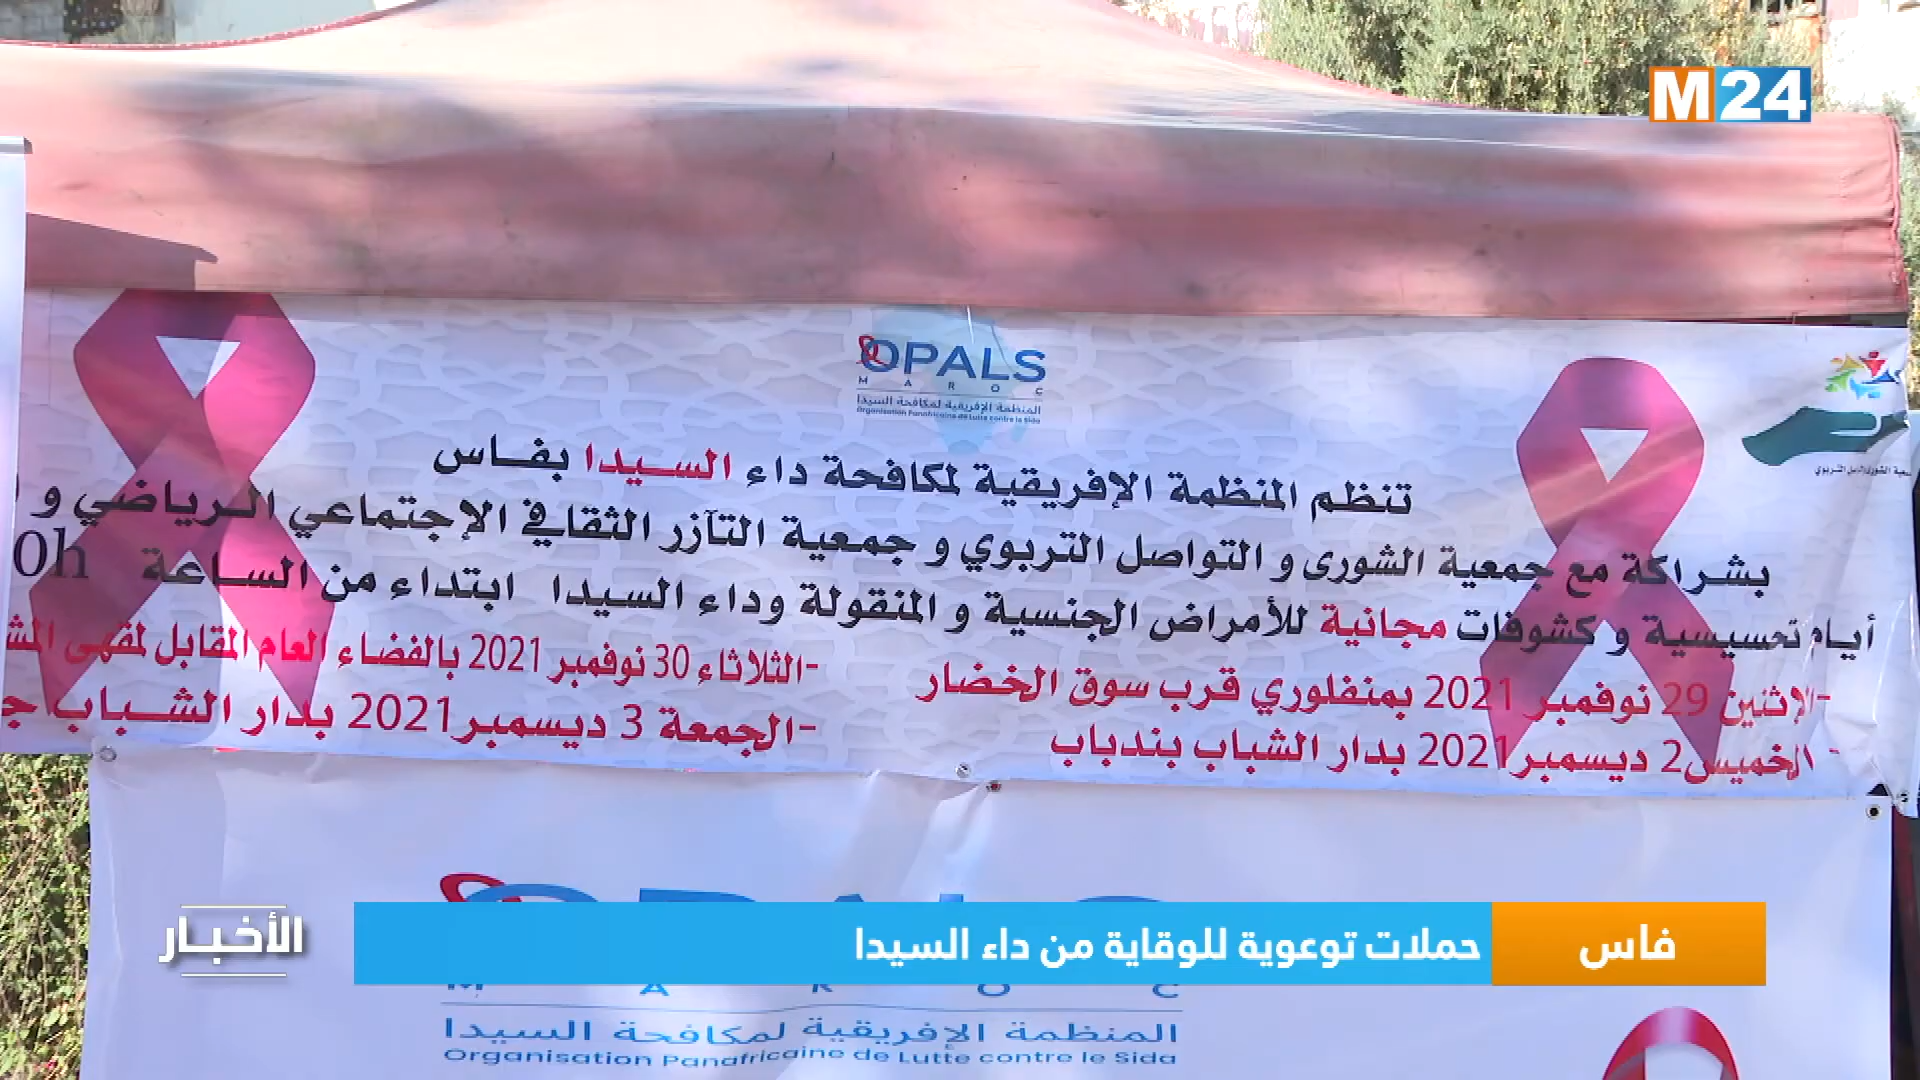 M24
OPALS
MAROC
المنظمة الإفريقية لمكافحة السيدا
Organisation Panafricaine de Lutte contre le Sida
تنظم المنظمة الإفريقية لمكافحة داء السيدا بفاس
بشراكة مع جمعية الشورى و التواصل التربوي و جمعية التآزر الثقافي الإجتماعي الرياضي و
أيام تحسيسية و كشوفات مجانية للأمراض الجنسية و المنقولة وداء السيدا ابتداء من الساعة 0h
-الإثنين 29 نوفمبر 2021 بمنفلوري قرب سوق الخضار
-الثلاثاء 30 نوفمبر 2021 بالفضاء العام المقابل لمقهى
- الخميس2 ديسمبر2021 بدار الشباب بندباب
-الجمعة 3 ديسمبر2021 بدار الشباب
فاس
حملات توعوية للوقاية من داء السيدا
الأخبار
OPALS
MAROC
المنظمة الإفريقية لمكافحة السيدا
Organisation Panafricaine de Lutte contre le Sida